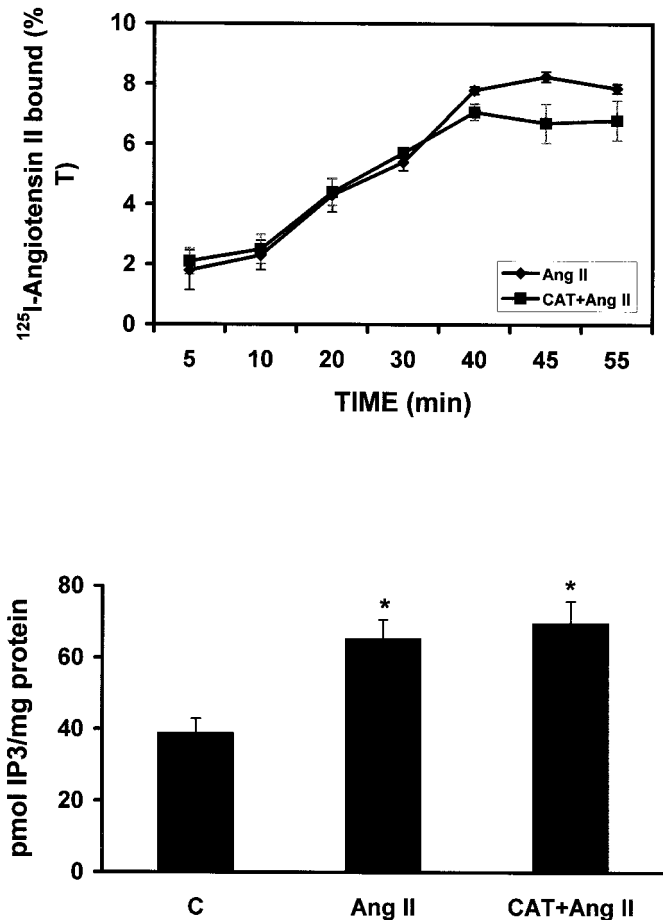 ¹²⁵I-Angiotensin II bound (%
T)
10
8
6
4
2
0
Ang II
CAT+Ang II
5 10 20 30 40 45 55
TIME (min)
pmol IP3/mg protein
80
60
40
20
0
*
*
C Ang II CAT+Ang II